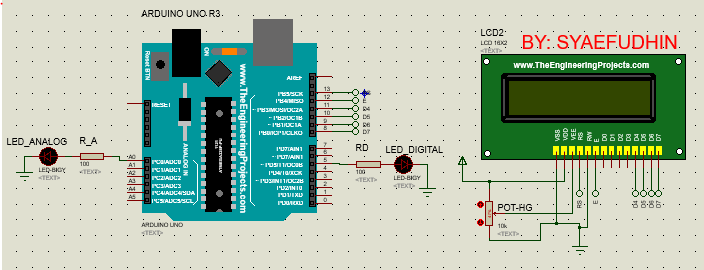 ARDUINO UNO R3
Reset BTN
ON
www.TheEngineeringProjects.com
RESET
AREF
PB5/SCK
PB4/MISO
~ PB3/MOSI/OC2A
~ PB2/OC1B
~ PB1/OC1A
PB0/ICP1/CLKO
13
12
11
10
9
8
E
D4
D5
D6
D7
ANALOG IN
PC0/ADC0
PC1/ADC1
PC2/ADC2
PC3/ADC3
PC4/ADC4/SDA
PC5/ADC5/SCL
A0
A1
A2
A3
A4
A5
PD7/AIN1
~ PD6/AIN0
~ PD5/T1/OC0B
PD4/T0/XCK
~ PD3/INT1/OC2B
PD2/INT0
PD1/TXD
PD0/RXD
7
6
5
4
3
2
1
0
ARDUINO UNO
<TEXT>
LED_ANALOG
LED-BIGY
<TEXT>
R_A
100
<TEXT>
RD
100
<TEXT>
LED_DIGITAL
LED-BIGY
<TEXT>
LCD2
LCD 16X2
<TEXT>
BY: SYAEFUDHIN
www.TheEngineeringProjects.com
VSS
VDD
VEE
RS
RW
E
D0
D1
D2
D3
D4
D5
D6
D7
POT-HG
10k
<TEXT>
RS
E
D4
D5
D6
D7